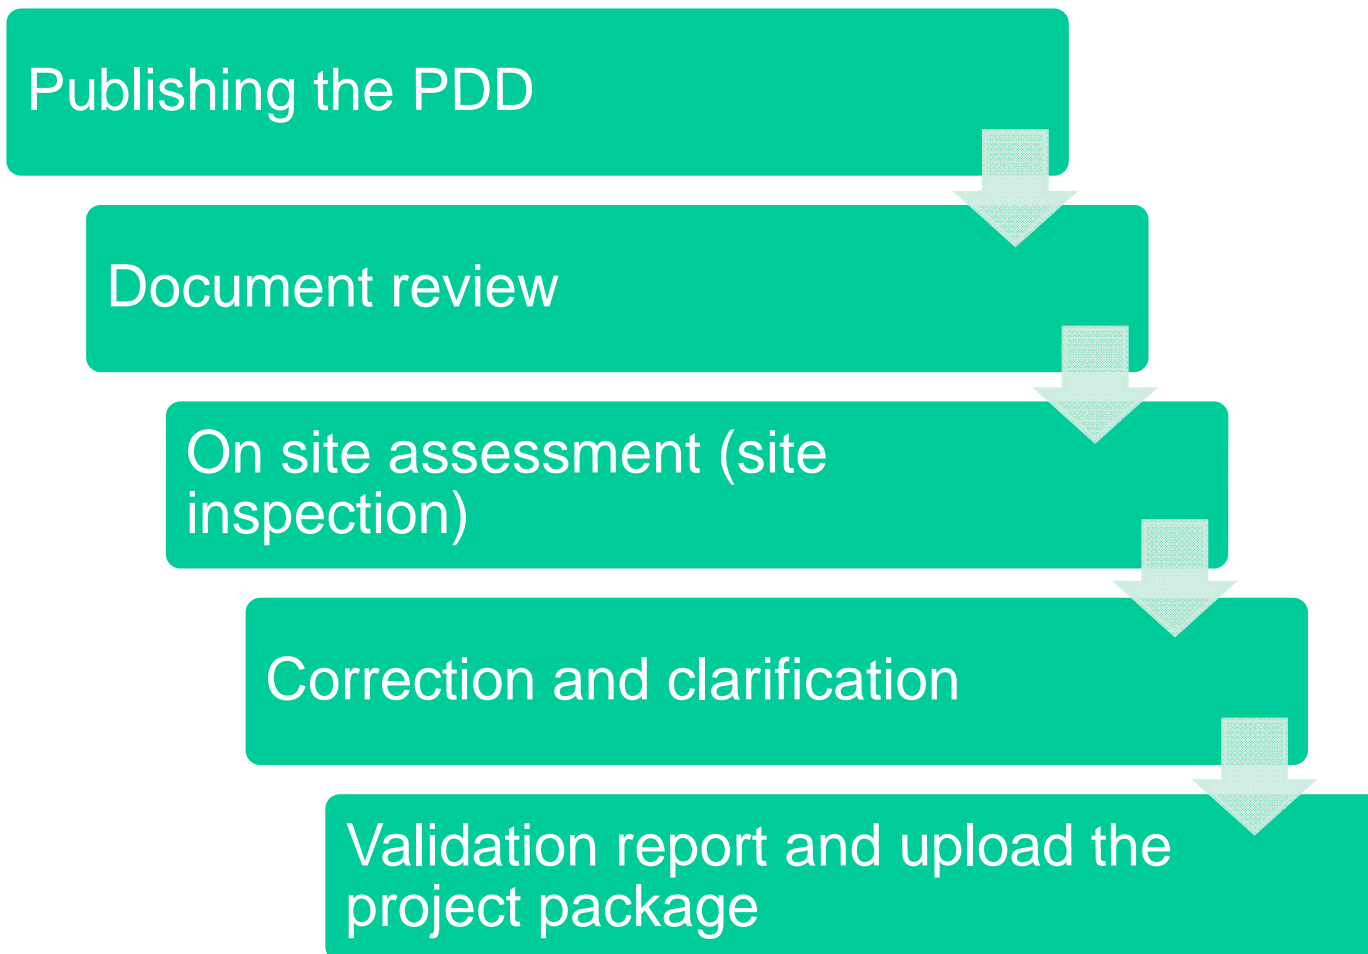 Publishing the PDD
Document review
On site assessment (site
inspection)
Correction and clarification
Validation report and upload the
project package